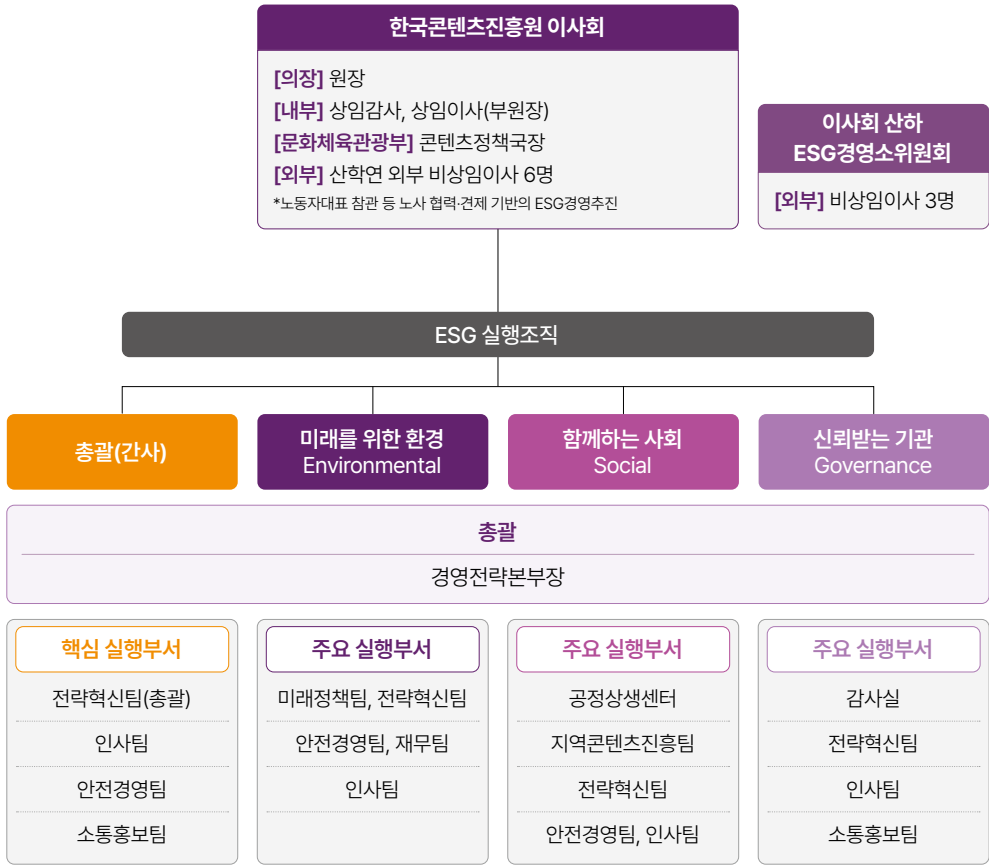 한국콘텐츠진흥원 이사회
[의장] 원장
[내부] 상임감사, 상임이사(부원장)
[문화체육관광부] 콘텐츠정책국장
[외부] 산학연 외부 비상임이사 6명
*노동자대표 참관 등 노사 협력·견제 기반의 ESG경영추진
이사회 산하
ESG경영소위원회
[외부] 비상임이사 3명
ESG 실행조직
총괄(간사)
미래를 위한 환경
Environmental
함께하는 사회
Social
신뢰받는 기관
Governance
총괄
경영전략본부장
핵심 실행부서
전략혁신팀(총괄)
인사팀
안전경영팀
소통홍보팀
주요 실행부서
미래정책팀, 전략혁신팀
안전경영팀, 재무팀
인사팀
주요 실행부서
공정상생센터
지역콘텐츠진흥팀
전략혁신팀
안전경영팀, 인사팀
주요 실행부서
감사실
전략혁신팀
인사팀
소통홍보팀